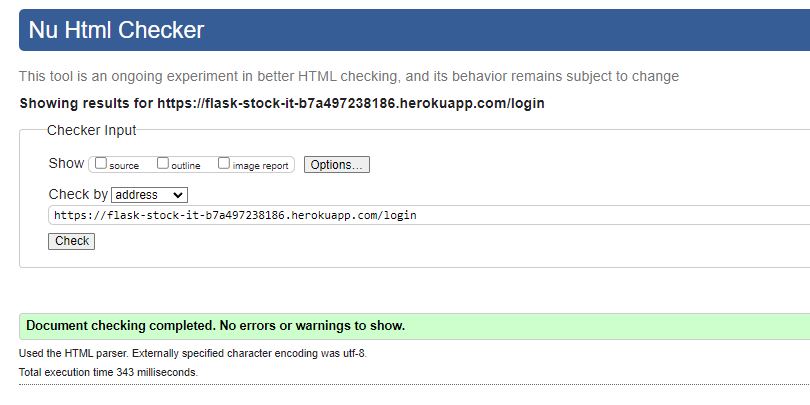 Nu Html Checker
This tool is an ongoing experiment in better HTML checking, and its behavior remains subject to change
Showing results for https://flask-stock-it-b7a497238186.herokuapp.com/login
Checker Input
Show source outline image report Options...
Check by address
https://flask-stock-it-b7a497238186.herokuapp.com/login
Check
Document checking completed. No errors or warnings to show.
Used the HTML parser. Externally specified character encoding was utf-8.
Total execution time 343 milliseconds.